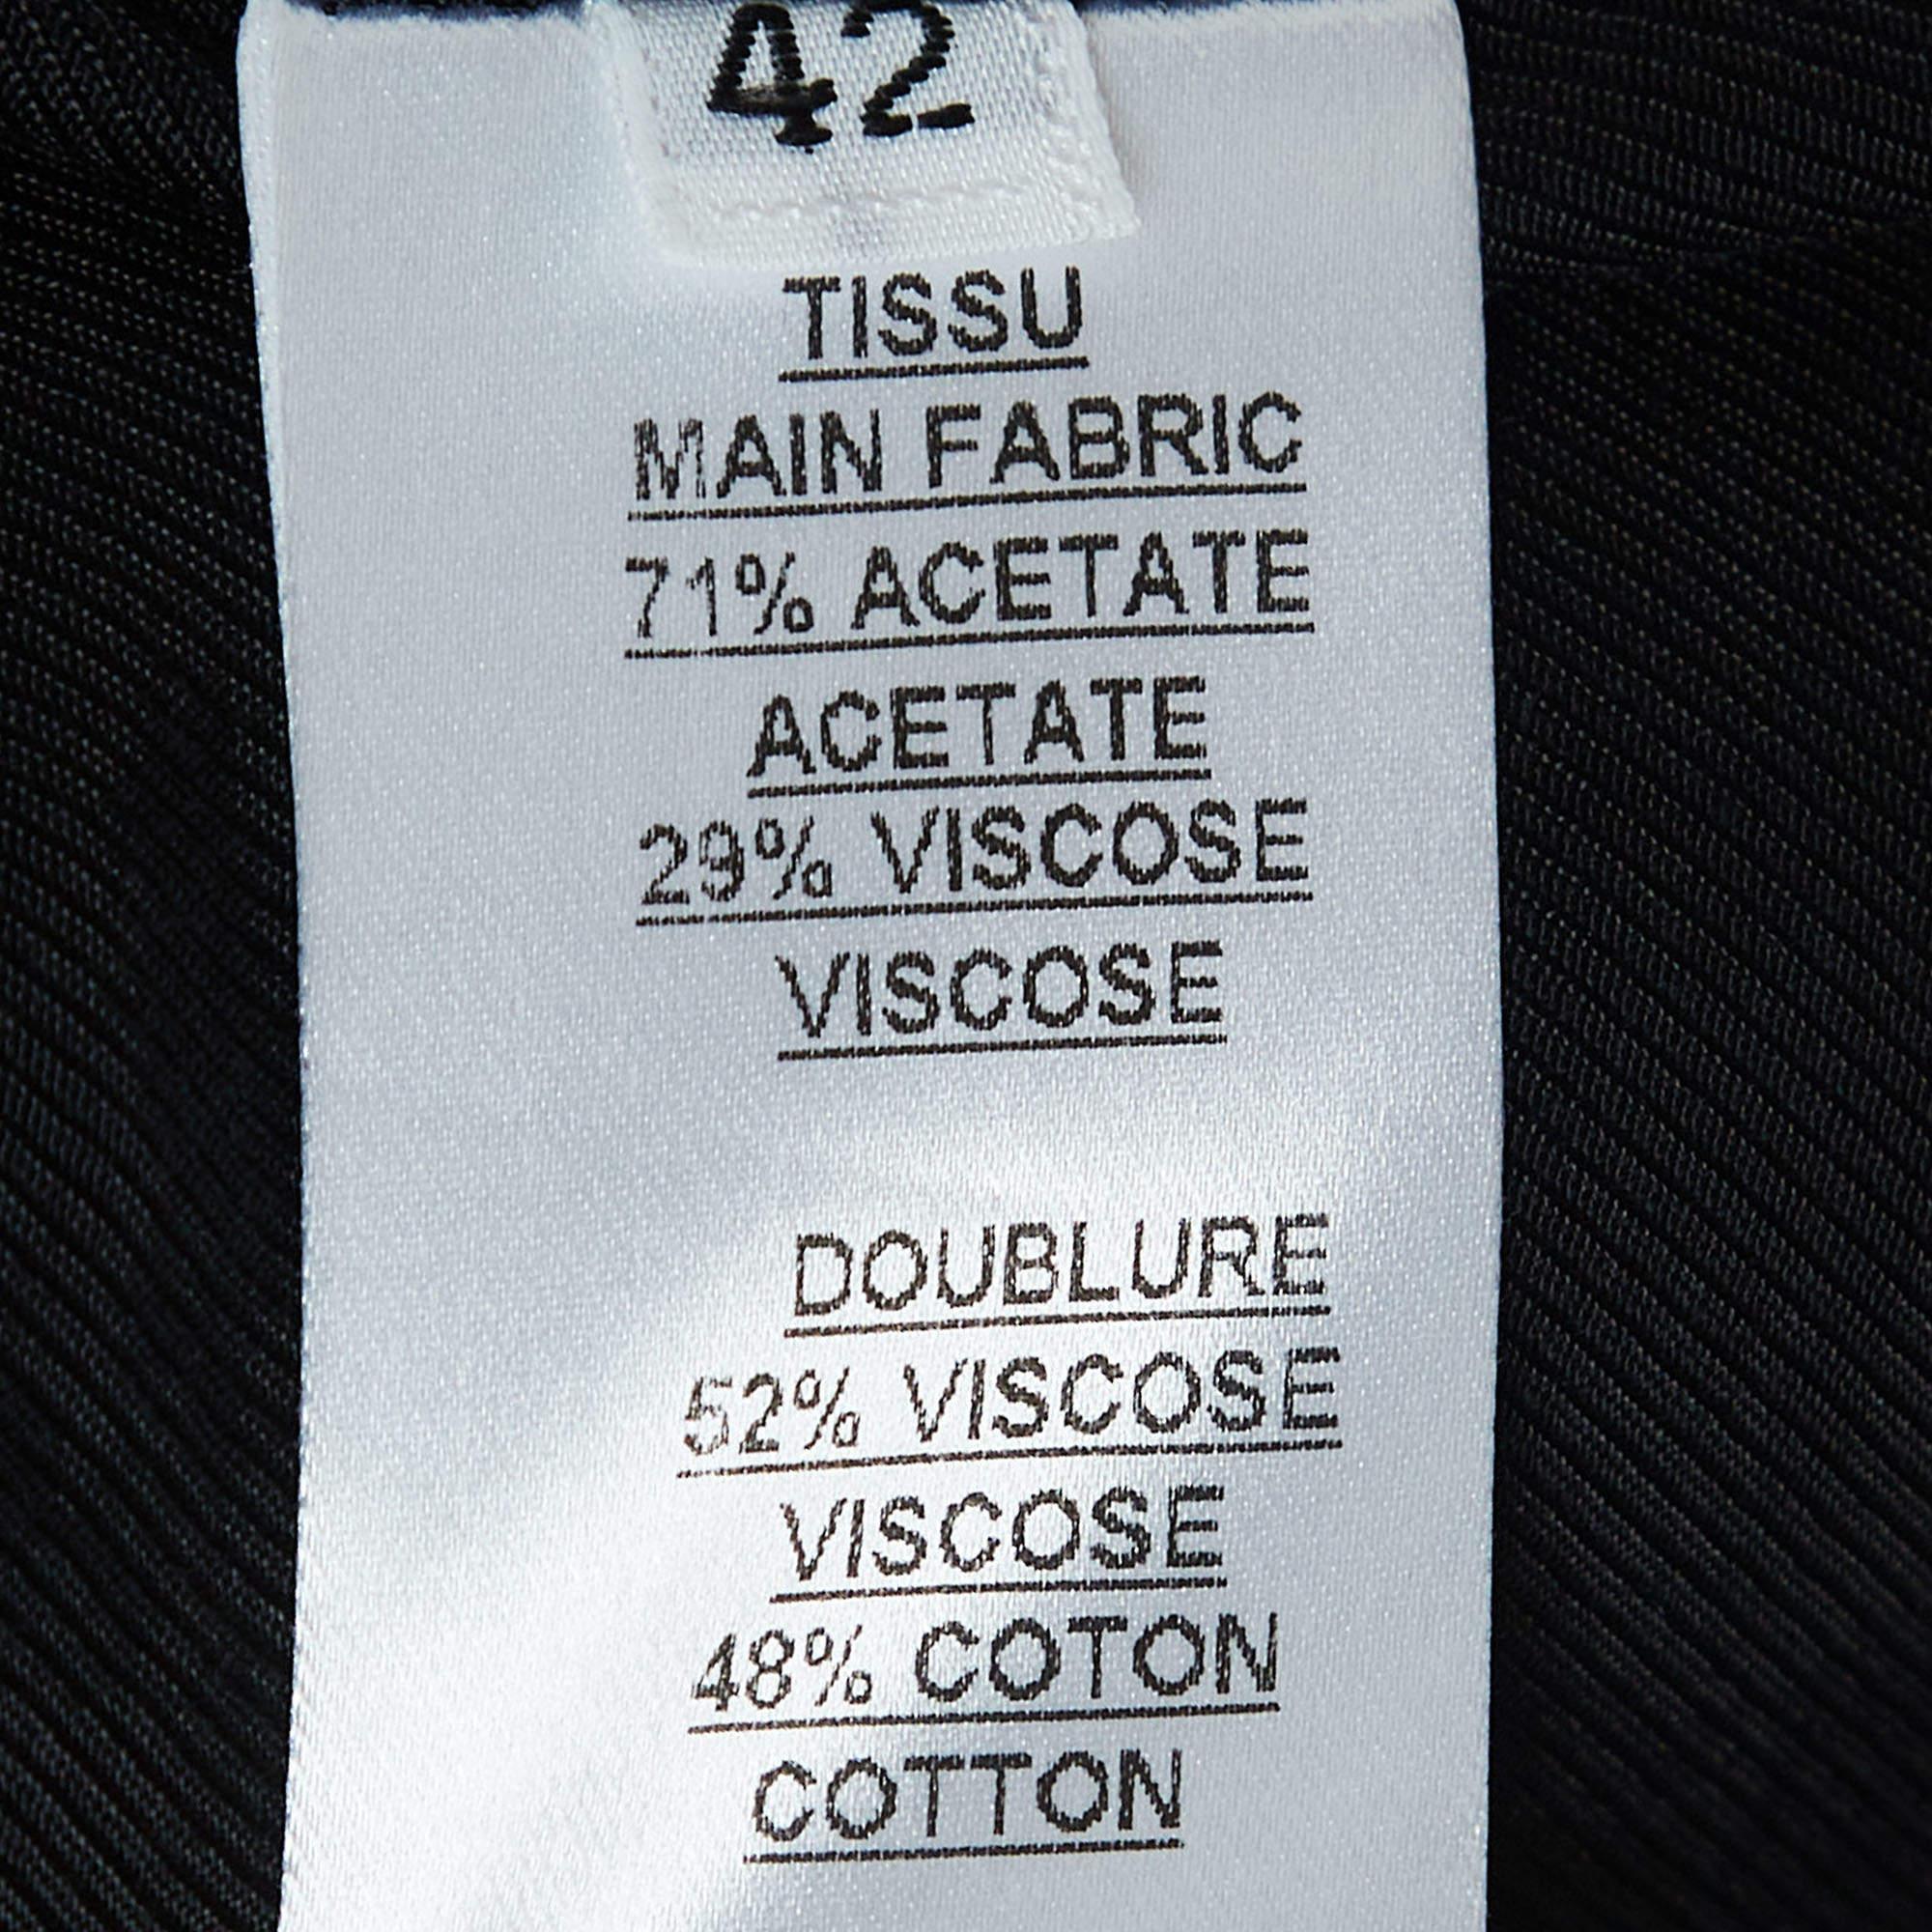 42
TISSU
MAIN FABRIC
71% ACETATE
ACETATE
29% VISCOSE
VISCOSE
DOUBLURE
52% VISCOSE
VISCOSE
48% COTON
COTTON